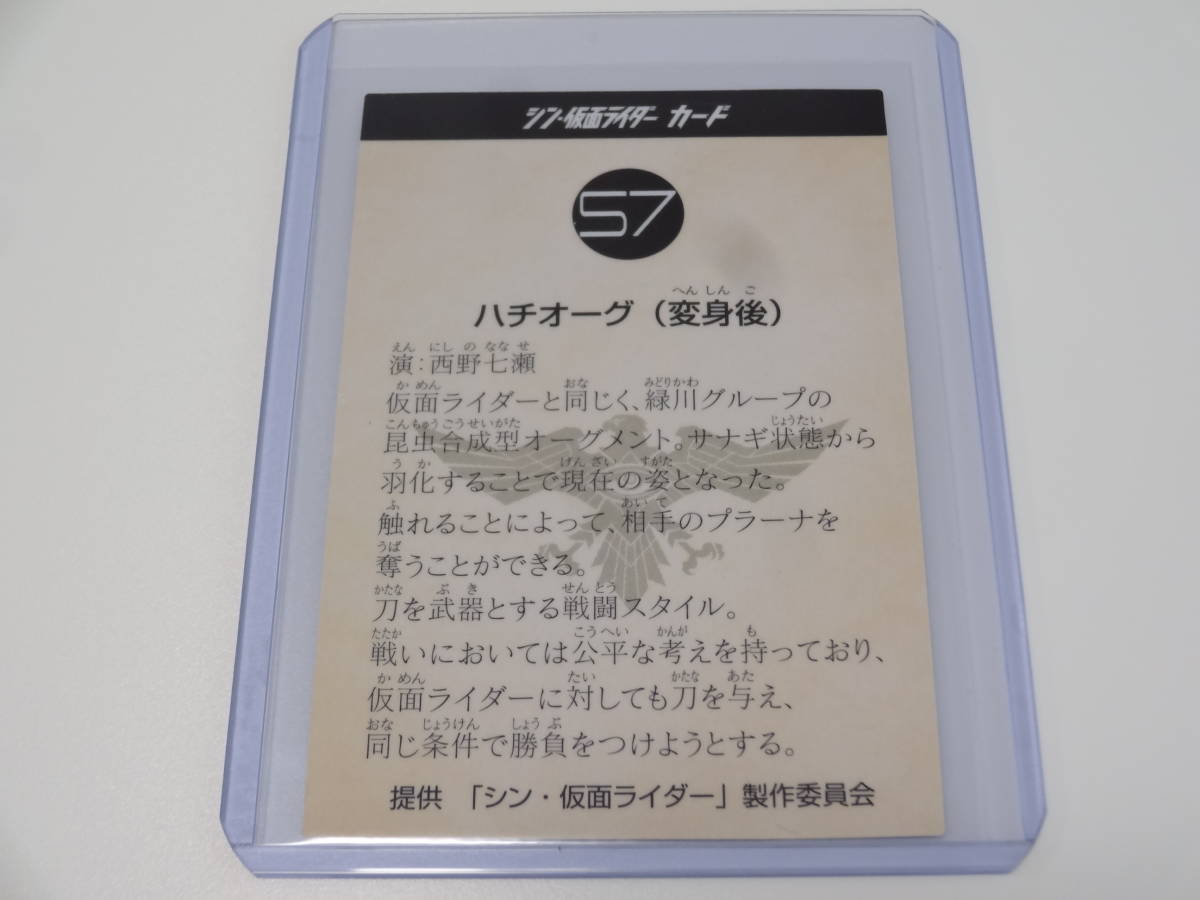 シン・仮面ライダー カード
57
ハチオーグ（変身後）
演：西野七瀬
仮面ライダーと同じく、緑川グループの
昆虫合成型オーグメント。サナギ状態から
羽化することで現在の姿となった。
触れることによって、相手のプラーナを
奪うことができる。
刀を武器とする戦闘スタイル。
戦いにおいては公平な考えを持っており、
仮面ライダーに対しても刀を与え、
同じ条件で勝負をつけようとする。
提供 「シン・仮面ライダー」製作委員会